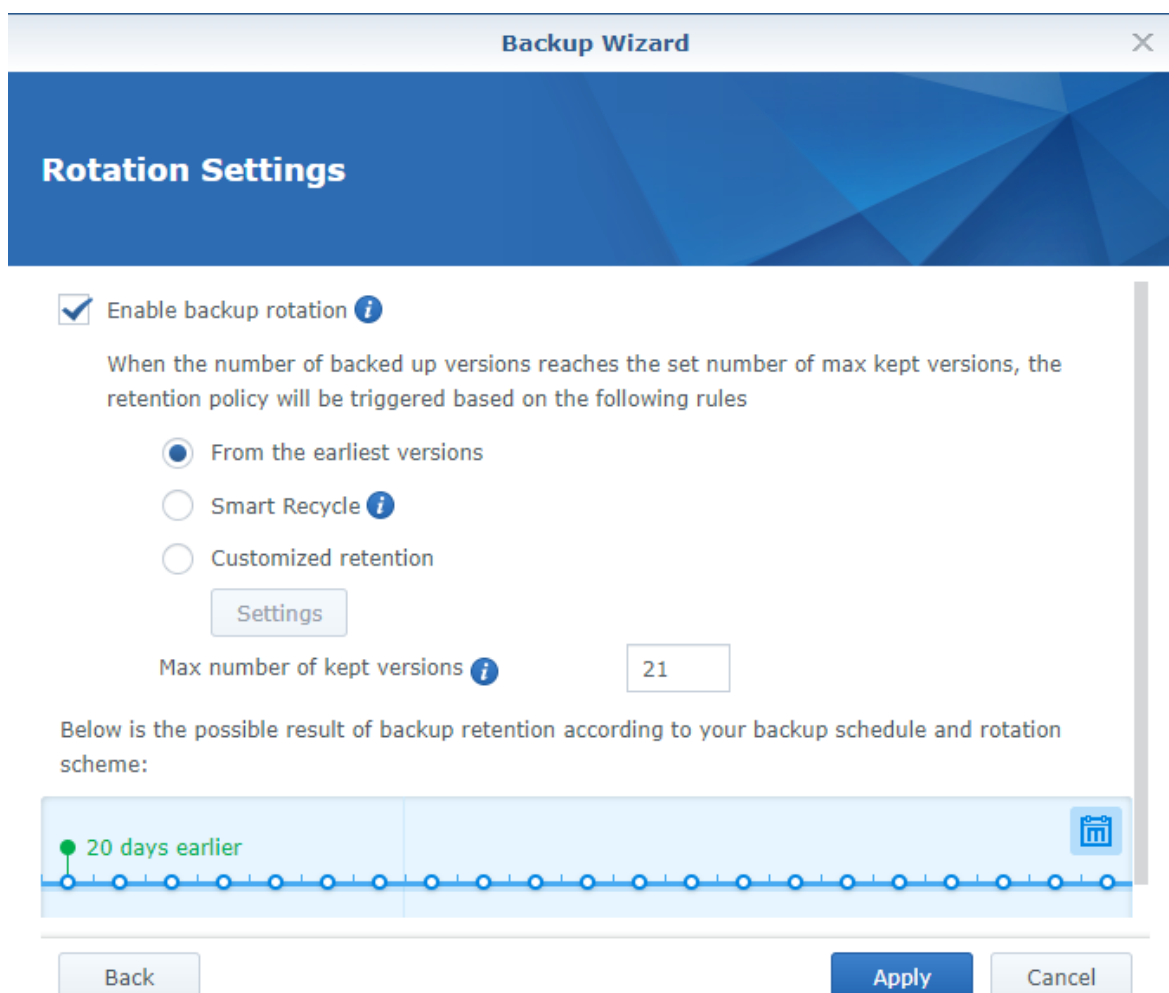 Backup Wizard
Rotation Settings
Enable backup rotation
When the number of backed up versions reaches the set number of max kept versions, the
retention policy will be triggered based on the following rules
From the earliest versions
Smart Recycle
Customized retention
Settings
Max number of kept versions 21
Below is the possible result of backup retention according to your backup schedule and rotation
scheme:
20 days earlier
Back Apply Cancel